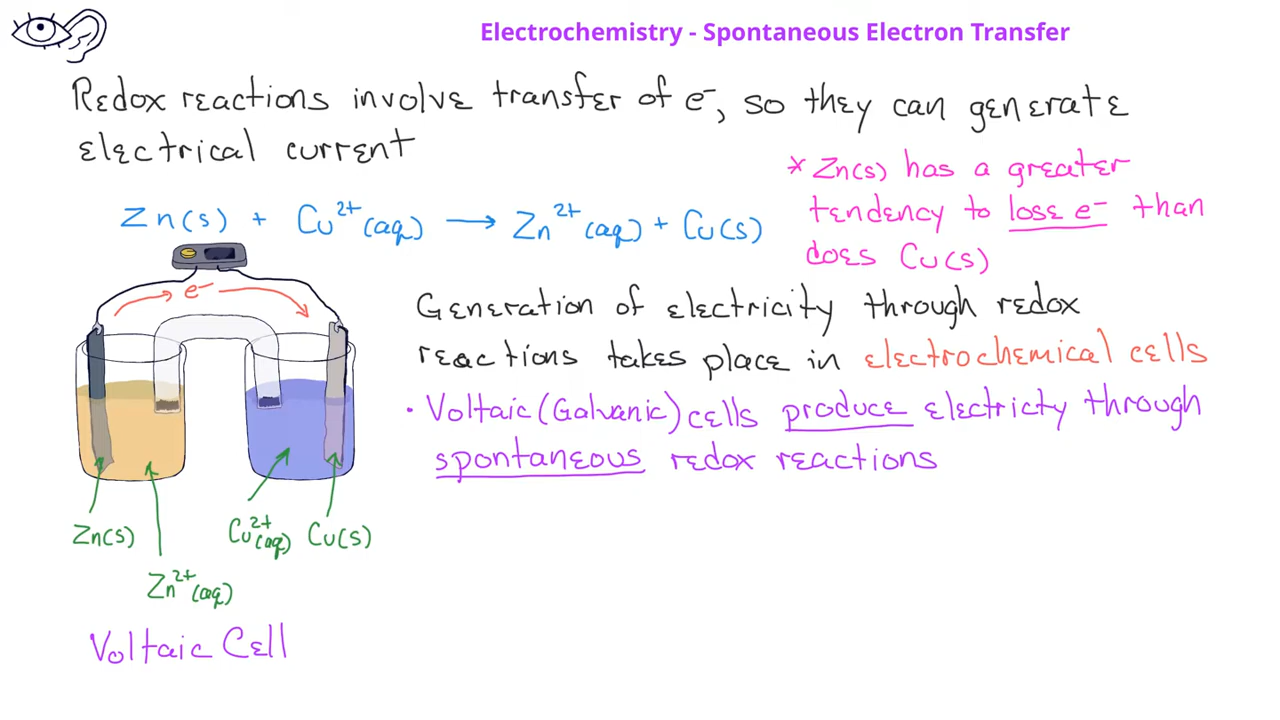 Electrochemistry - Spontaneous Electron Transfer
Redox reactions involve transfer of e⁻, so they can generate
electrical current
Zn(s) + Cu²⁺(aq) → Zn²⁺(aq) + Cu(s)
* Zn(s) has a greater
tendency to lose e⁻ than
does Cu(s)
e⁻
Generation of electricity through redox
reactions takes place in electrochemical cells
• Voltaic (Galvanic) cells produce electricty through
spontaneous redox reactions
Zn(s)
Zn²⁺(aq)
Cu²⁺(aq)
Cu(s)
Voltaic Cell